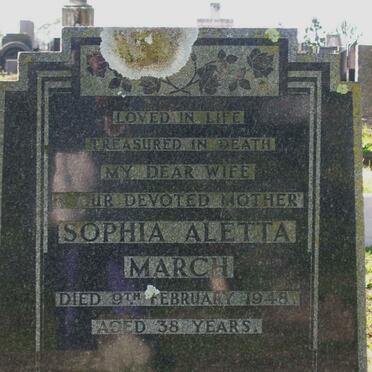 LOVED IN LIFE
TREASURED IN DEATH
MY DEAR WIFE
& OUR DEVOTED MOTHER
SOPHIA ALETTA
MARCH
DIED 9TH FEBRUARY 1948.
AGED 38 YEARS.